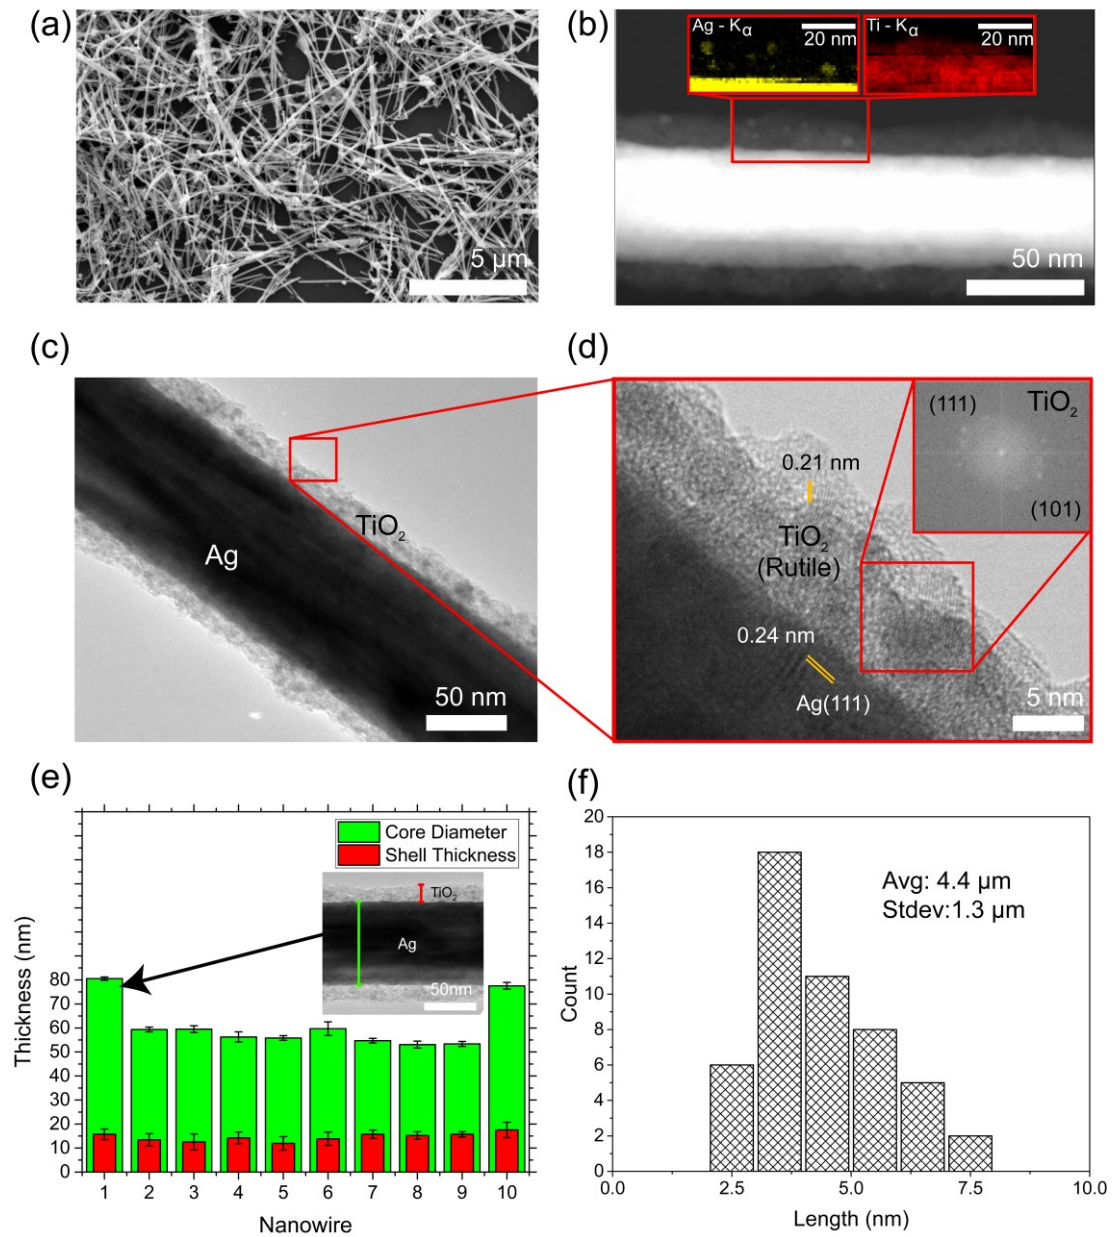 (a)
5 µm
(b)
Ag - Kα
20 nm
Ti - Kα
20 nm
50 nm
(c)
TiO₂
Ag
50 nm
(d)
(111)
TiO₂
0.21 nm
(101)
TiO₂
(Rutile)
0.24 nm
Ag(111)
5 nm
(e)
Core Diameter
Shell Thickness
TiO₂
Ag
50nm
Thickness (nm)
80
70
60
50
40
30
20
10
0
1 2 3 4 5 6 7 8 9 10
Nanowire
(f)
Avg: 4.4 µm
Stdev:1.3 µm
Count
20
18
16
14
12
10
8
6
4
2
0
0.0 2.5 5.0 7.5 10.0
Length (nm)